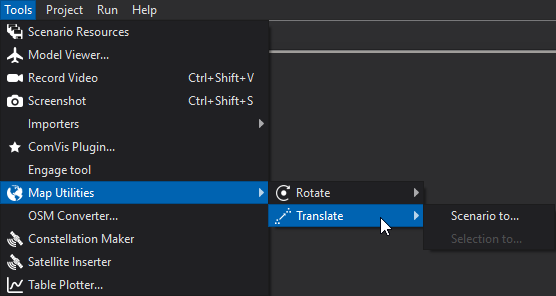 Tools Project Run Help
Scenario Resources
Model Viewer...
Record Video Ctrl+Shift+V
Screenshot Ctrl+Shift+S
Importers
ComVis Plugin...
Engage tool
Map Utilities Rotate
OSM Converter... Translate Scenario to...
Constellation Maker Selection to...
Satellite Inserter
Table Plotter...